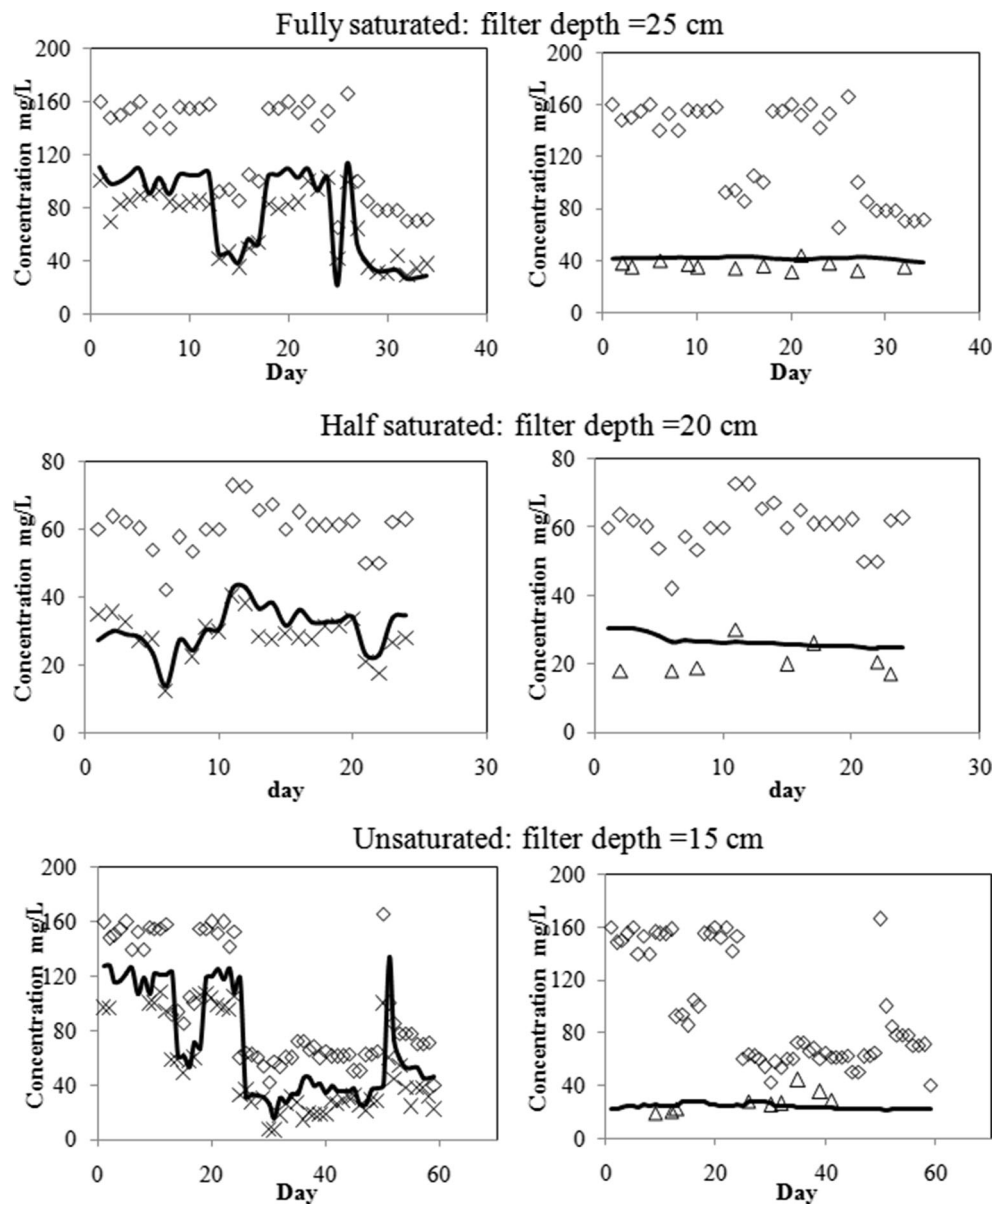 Fully saturated: filter depth =25 cm
Concentration mg/L
200
160
120
80
40
0
0 10 20 30 40
Day
Concentration mg/L
200
160
120
80
40
0
0 10 20 30 40
Day
Half saturated: filter depth =20 cm
Concentration mg/L
80
60
40
20
0
0 10 20 30
day
Concentration mg/L
80
60
40
20
0
0 10 20 30
day
Unsaturated: filter depth =15 cm
Concentration mg/L
200
160
120
80
40
0
0 20 40 60
Day
Concentration mg/L
200
160
120
80
40
0
0 20 40 60
Day